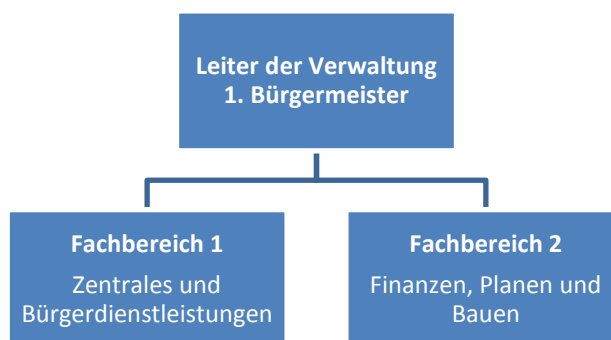 Leiter der Verwaltung
1. Bürgermeister
Fachbereich 1
Zentrales und
Bürgerdienstleistungen
Fachbereich 2
Finanzen, Planen und
Bauen